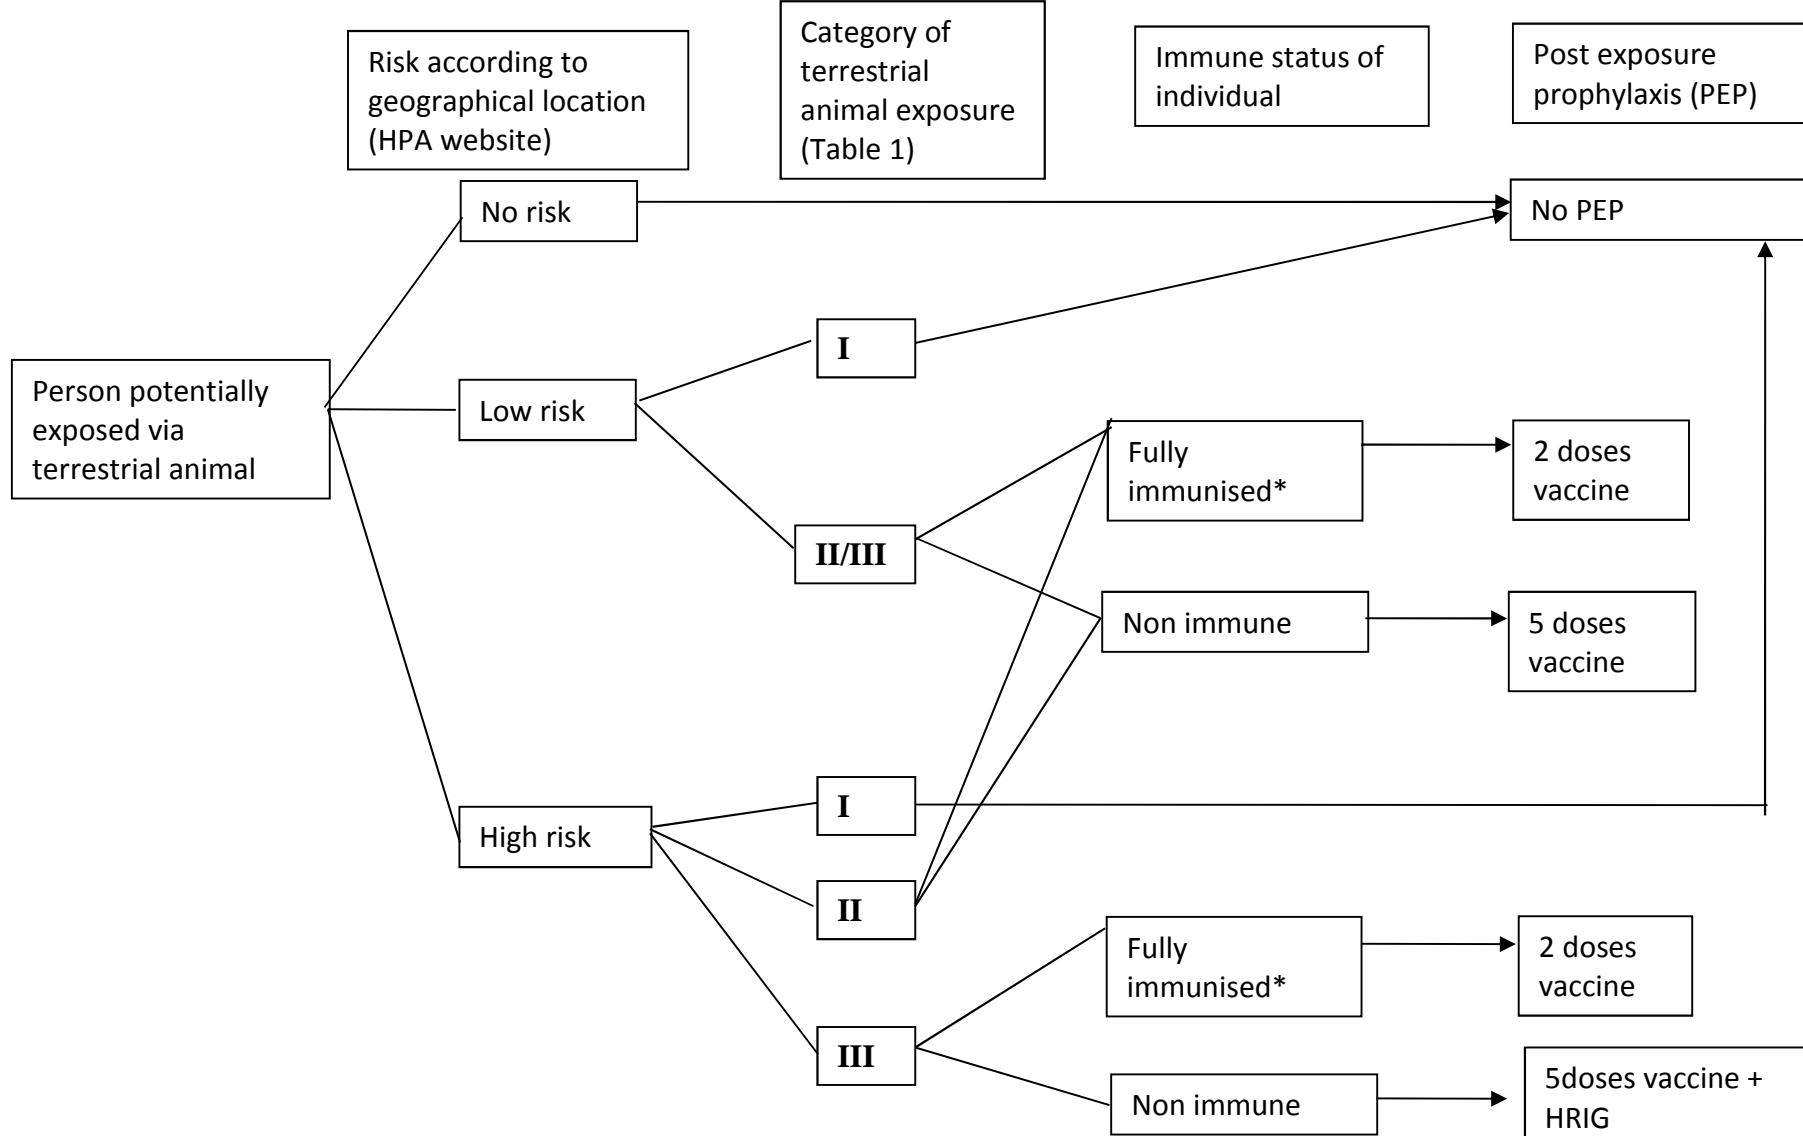 Risk according to
geographical location
(HPA website)
Category of
terrestrial
animal exposure
(Table 1)
Immune status of
individual
Post exposure
prophylaxis (PEP)
No risk
No PEP
Person potentially
exposed via
terrestrial animal
Low risk
I
II/III
Fully
immunised*
2 doses
vaccine
Non immune
5 doses
vaccine
High risk
I
II
III
Fully
immunised*
2 doses
vaccine
Non immune
5doses vaccine +
HRIG